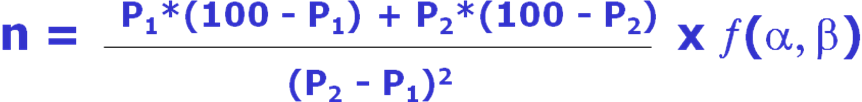 n = P₁*(100 - P₁) + P₂*(100 - P₂) x f(α, β)
(P₂ - P₁)²